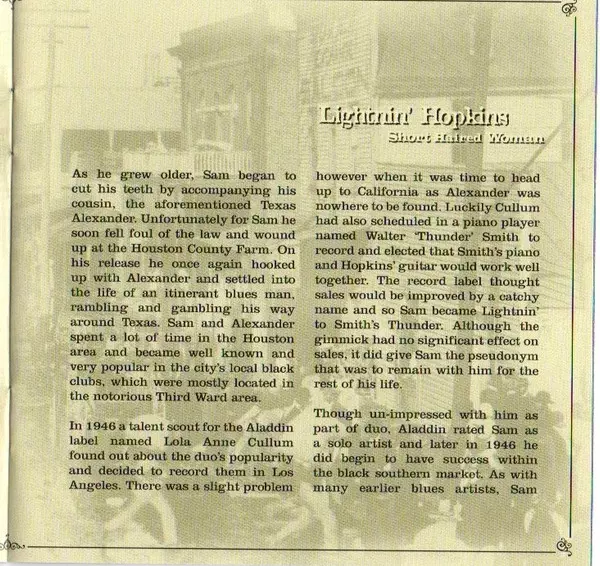 Lightnin' Hopkins
Short Haired Woman
As he grew older, Sam began to
cut his teeth by accompanying his
cousin, the aforementioned Texas
Alexander. Unfortunately for Sam he
soon fell foul of the law and wound
up at the Houston County Farm. On
his release he once again hooked
up with Alexander and settled into
the life of an itinerant blues man,
rambling and gambling his way
around Texas. Sam and Alexander
spent a lot of time in the Houston
area and became well known and
very popular in the city's local black
clubs, which were mostly located in
the notorious Third Ward area.
In 1946 a talent scout for the Aladdin
label named Lola Anne Cullum
found out about the duo's popularity
and decided to record them in Los
Angeles. There was a slight problem
however when it was time to head
up to California as Alexander was
nowhere to be found. Luckily Cullum
had also scheduled in a piano player
named Walter 'Thunder' Smith to
record and elected that Smith's piano
and Hopkins' guitar would work well
together. The record label thought
sales would be improved by a catchy
name and so Sam became Lightnin'
to Smith's Thunder. Although the
gimmick had no significant effect on
sales, it did give Sam the pseudonym
that was to remain with him for the
rest of his life.
Though un-impressed with him as
part of duo, Aladdin rated Sam as
a solo artist and later in 1946 he
did begin to have success within
the black southern market. As with
many earlier blues artists, Sam